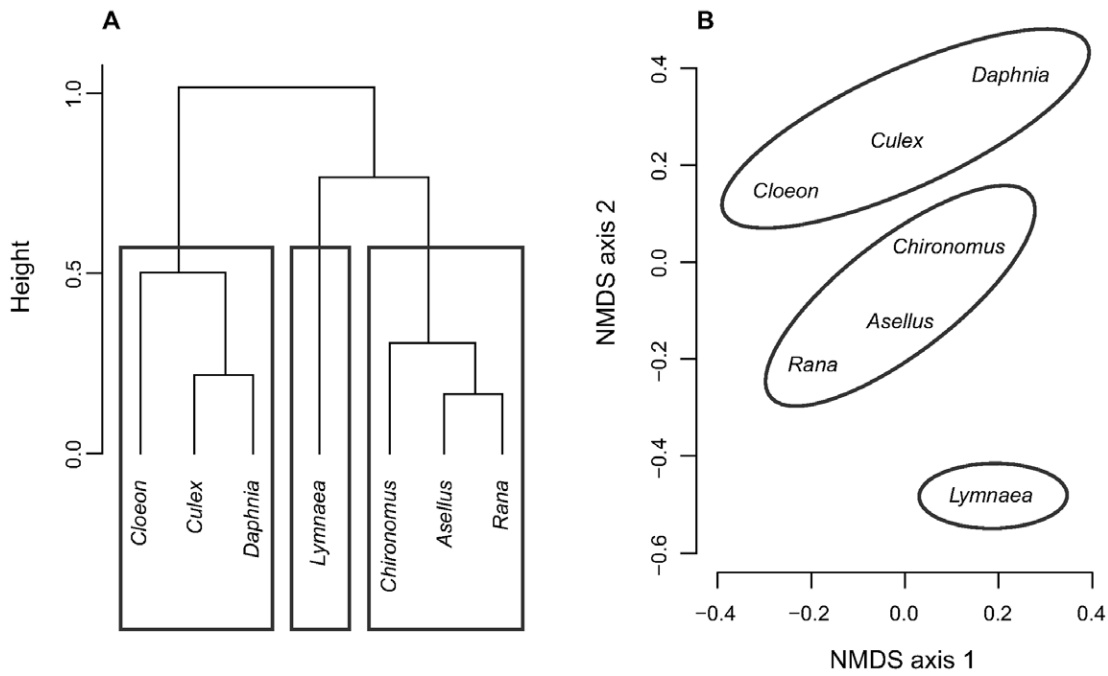 A
Height
1.0
0.5
0.0
Cloeon
Culex
Daphnia
Lymnaea
Chironomus
Asellus
Rana
B
NMDS axis 2
0.4
0.2
0.0
−0.2
−0.4
−0.6
Daphnia
Culex
Cloeon
Chironomus
Asellus
Rana
Lymnaea
−0.4 −0.2 0.0 0.2 0.4
NMDS axis 1